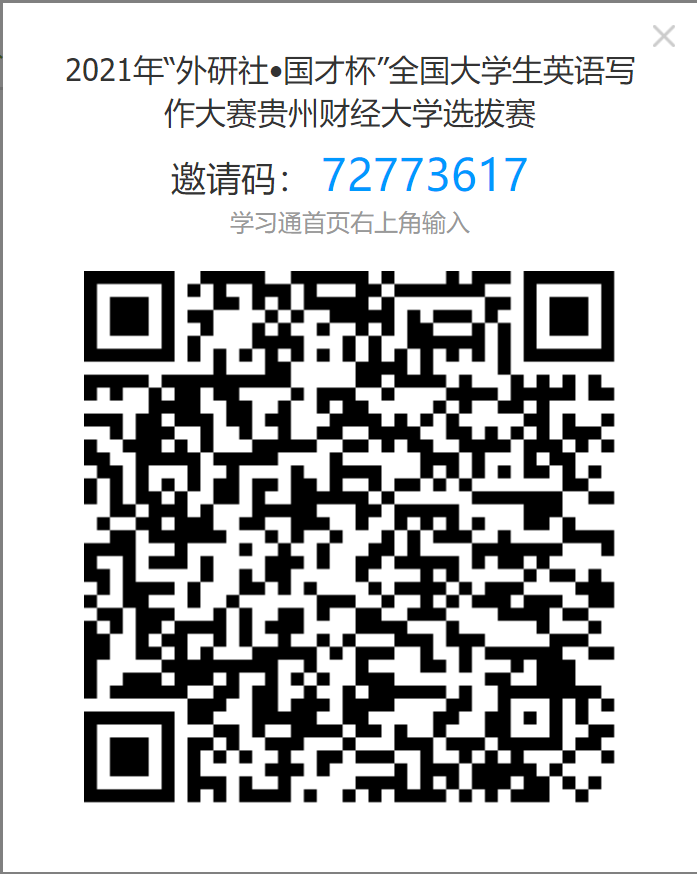 2021年“外研社•国才杯”全国大学生英语写
作大赛贵州财经大学选拔赛
邀请码： 72773617
学习通首页右上角输入